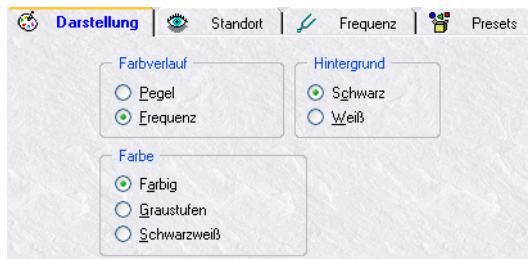 Darstellung Standort Frequenz Presets
Farbverlauf Hintergrund
Pegel Schwarz
Frequenz Weiß
Farbe
Farbig
Graustufen
Schwarzweiß